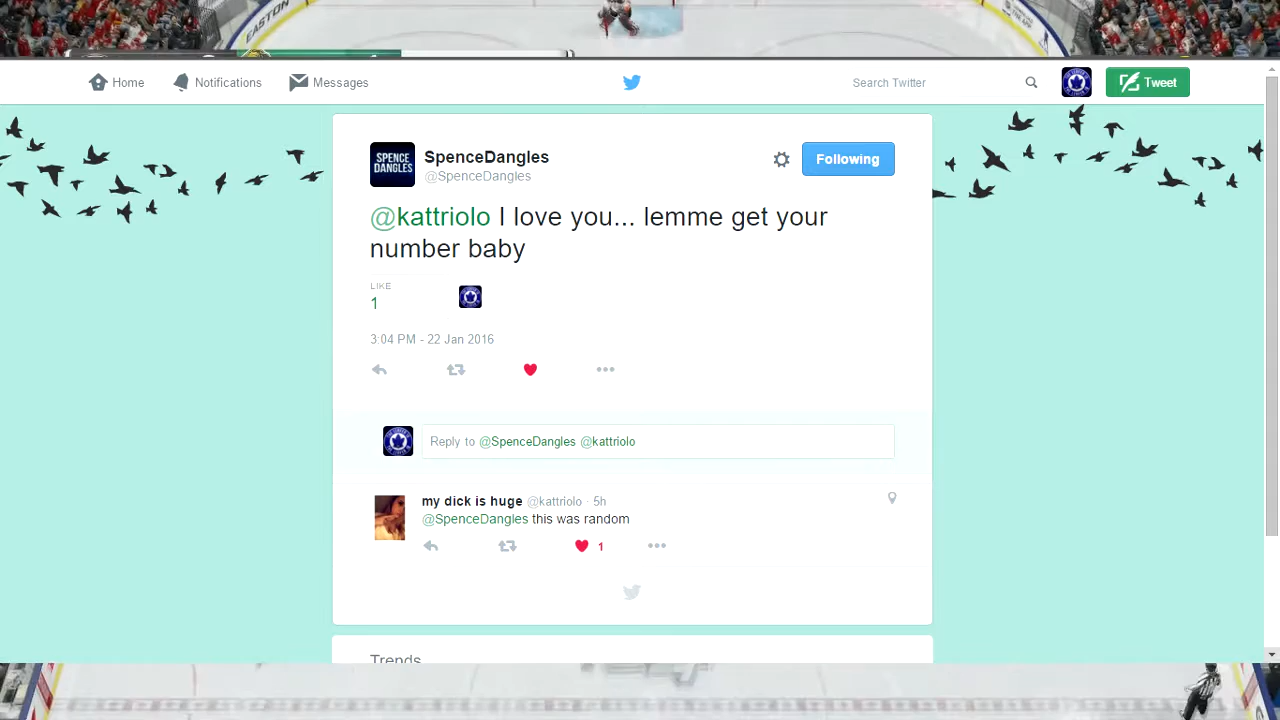 EASTON
Home
Notifications
Messages
Search Twitter
Tweet
SPENCE
DANGLES
SpenceDangles
@SpenceDangles
Following
@kattriolo I love you... lemme get your
number baby
LIKE
1
3:04 PM - 22 Jan 2016
Reply to @SpenceDangles @kattriolo
my dick is huge @kattriolo · 5h
@SpenceDangles this was random
1
Trends